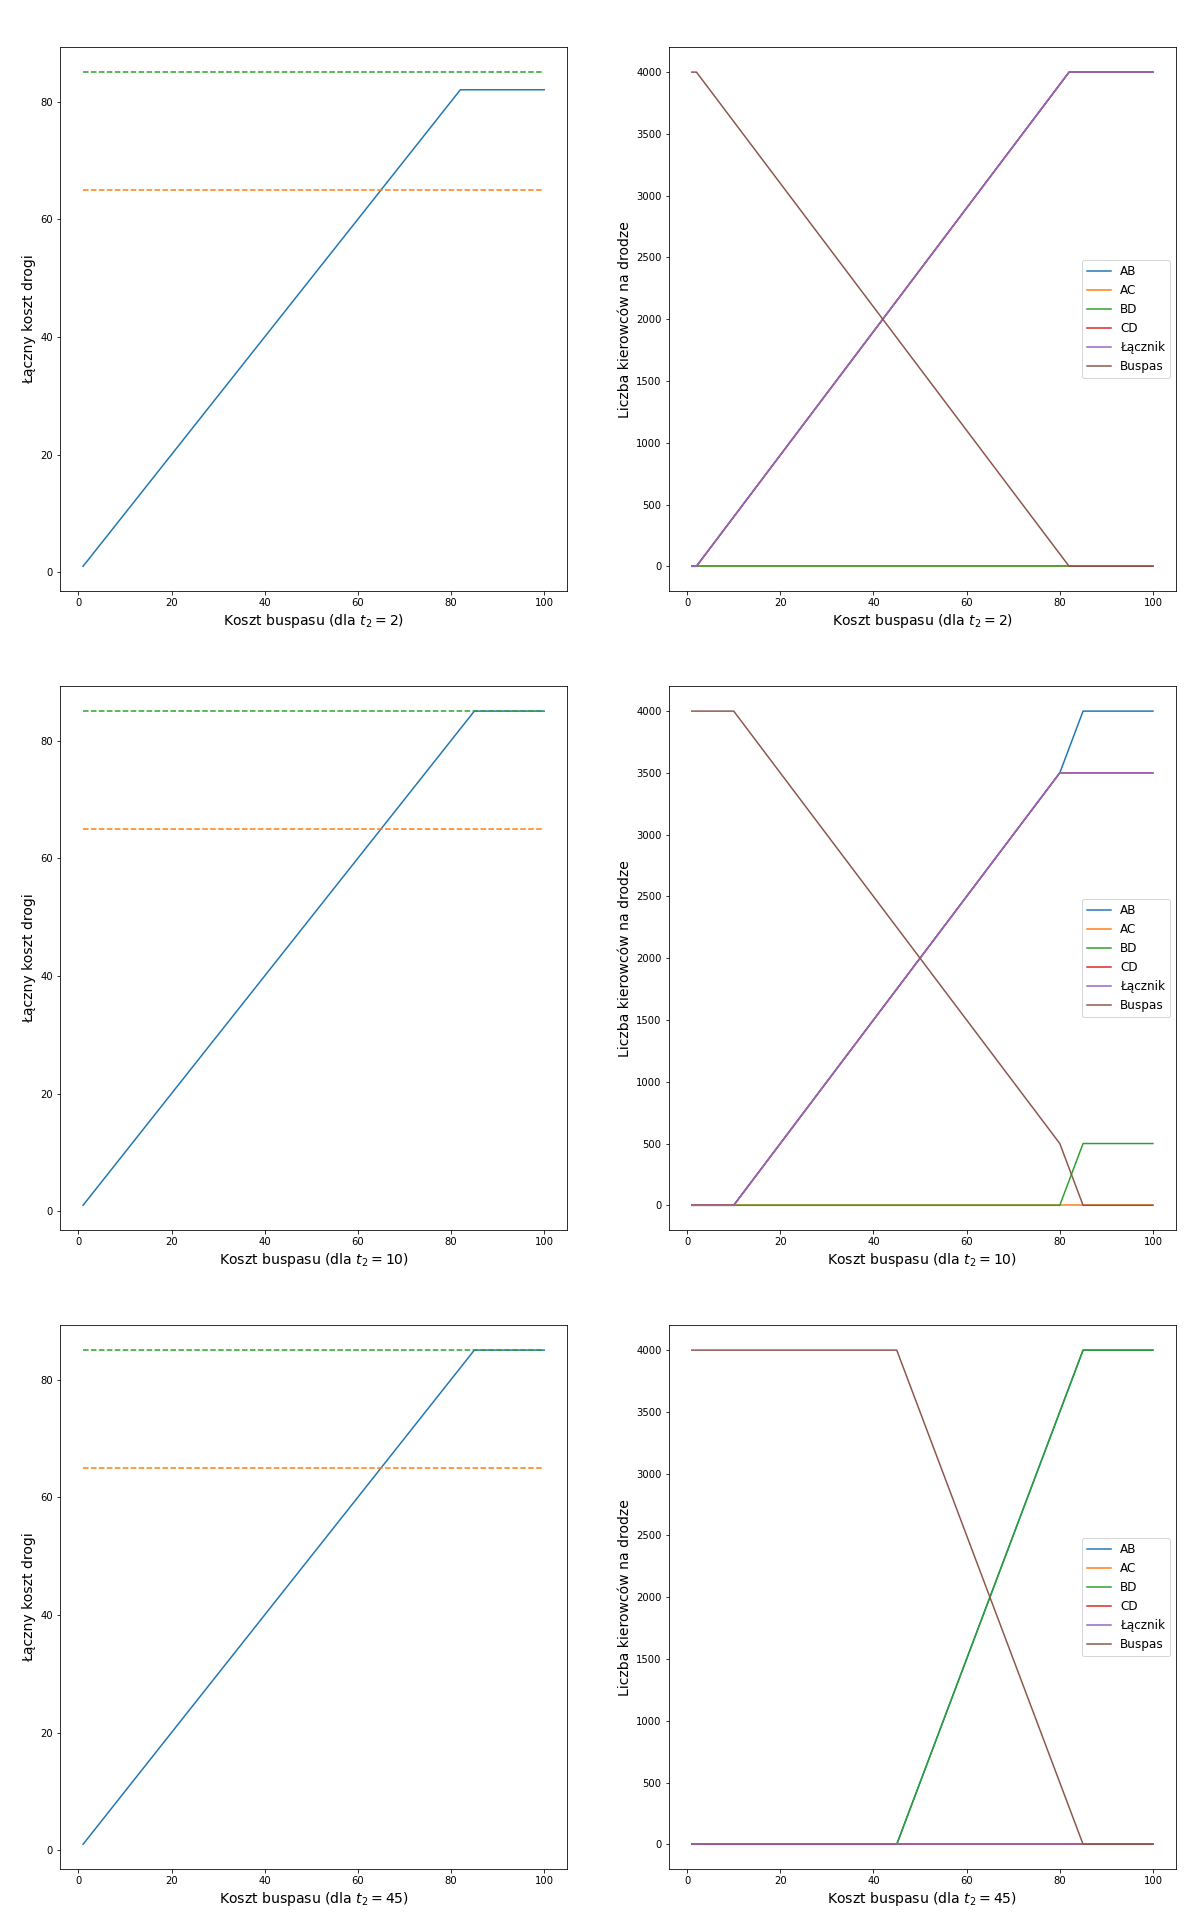 80
60
40
20
0
Łączny koszt drogi
0 20 40 60 80 100
Koszt buspasu (dla t₂ = 2)
4000
3500
3000
2500
2000
1500
1000
500
0
Liczba kierowców na drodze
AB
AC
BD
CD
Łącznik
Buspas
0 20 40 60 80 100
Koszt buspasu (dla t₂ = 2)
80
60
40
20
0
Łączny koszt drogi
0 20 40 60 80 100
Koszt buspasu (dla t₂ = 10)
4000
3500
3000
2500
2000
1500
1000
500
0
Liczba kierowców na drodze
AB
AC
BD
CD
Łącznik
Buspas
0 20 40 60 80 100
Koszt buspasu (dla t₂ = 10)
80
60
40
20
0
Łączny koszt drogi
0 20 40 60 80 100
Koszt buspasu (dla t₂ = 45)
4000
3500
3000
2500
2000
1500
1000
500
0
Liczba kierowców na drodze
AB
AC
BD
CD
Łącznik
Buspas
0 20 40 60 80 100
Koszt buspasu (dla t₂ = 45)